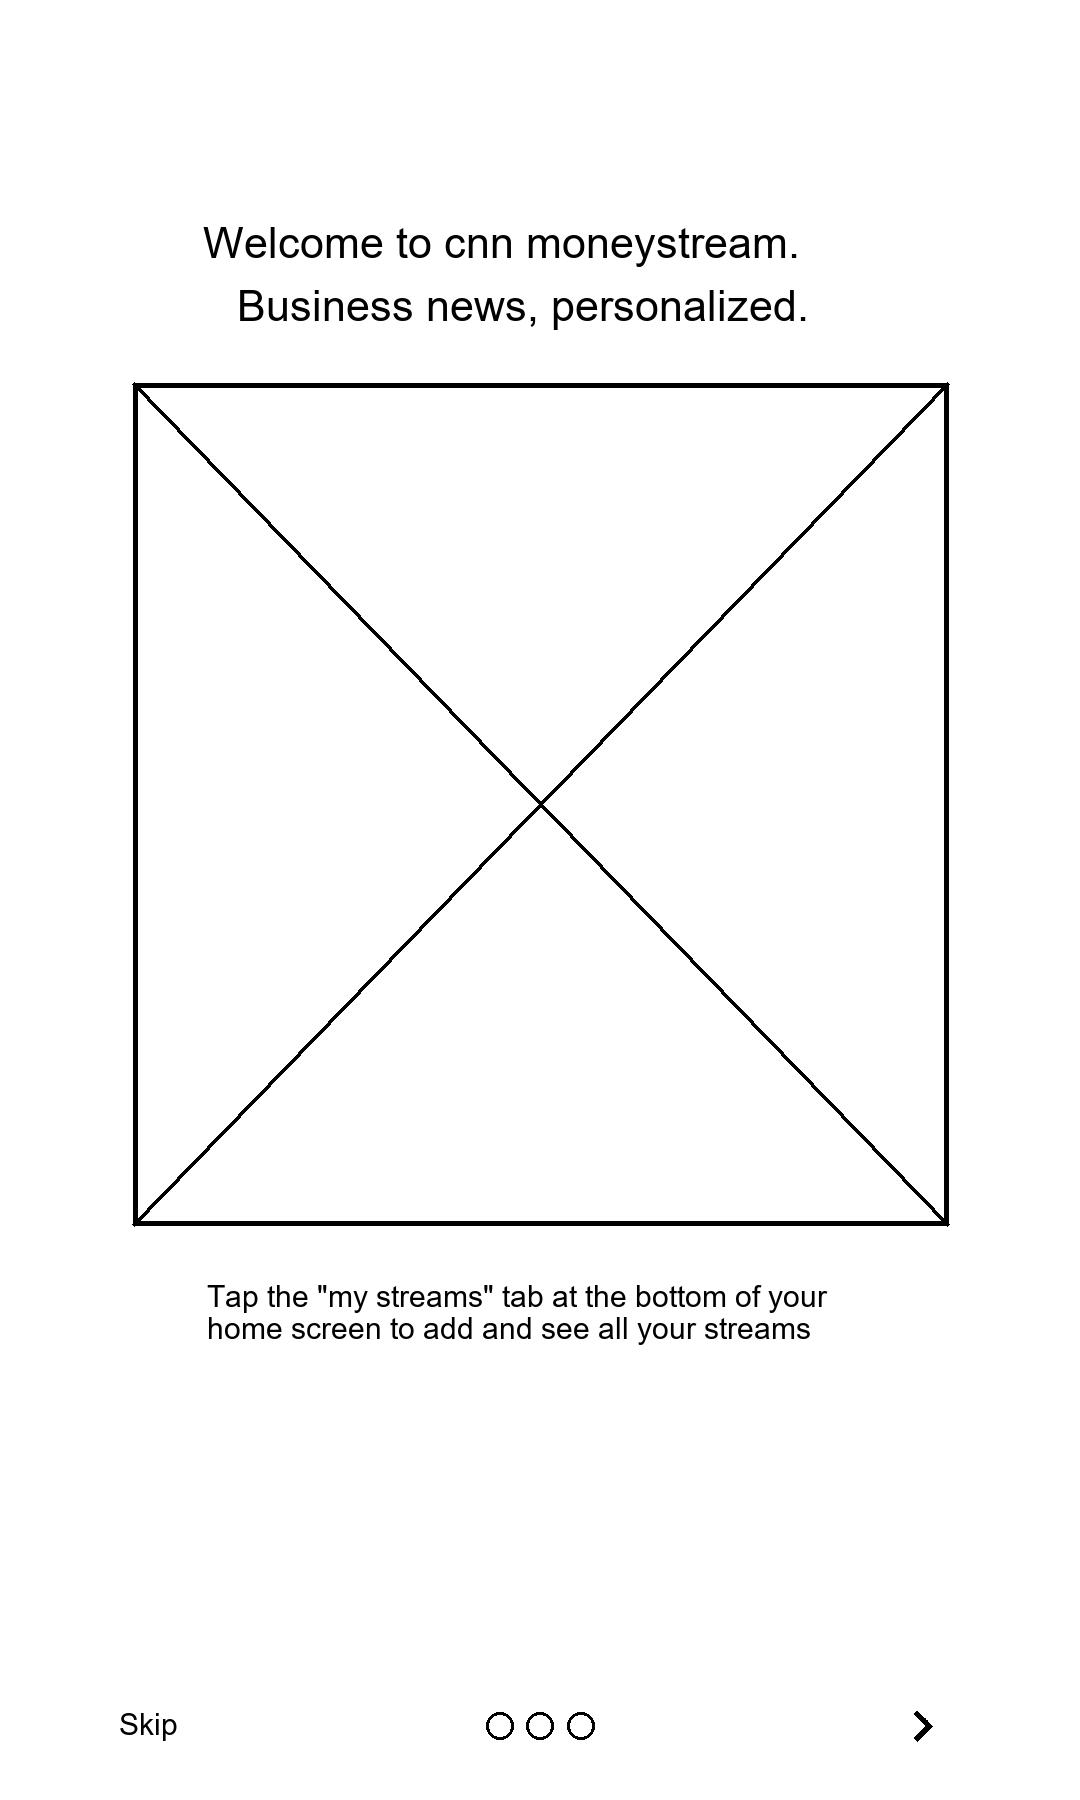 Welcome to cnn moneystream.
Business news, personalized.
Tap the "my streams" tab at the bottom of your
home screen to add and see all your streams
Skip